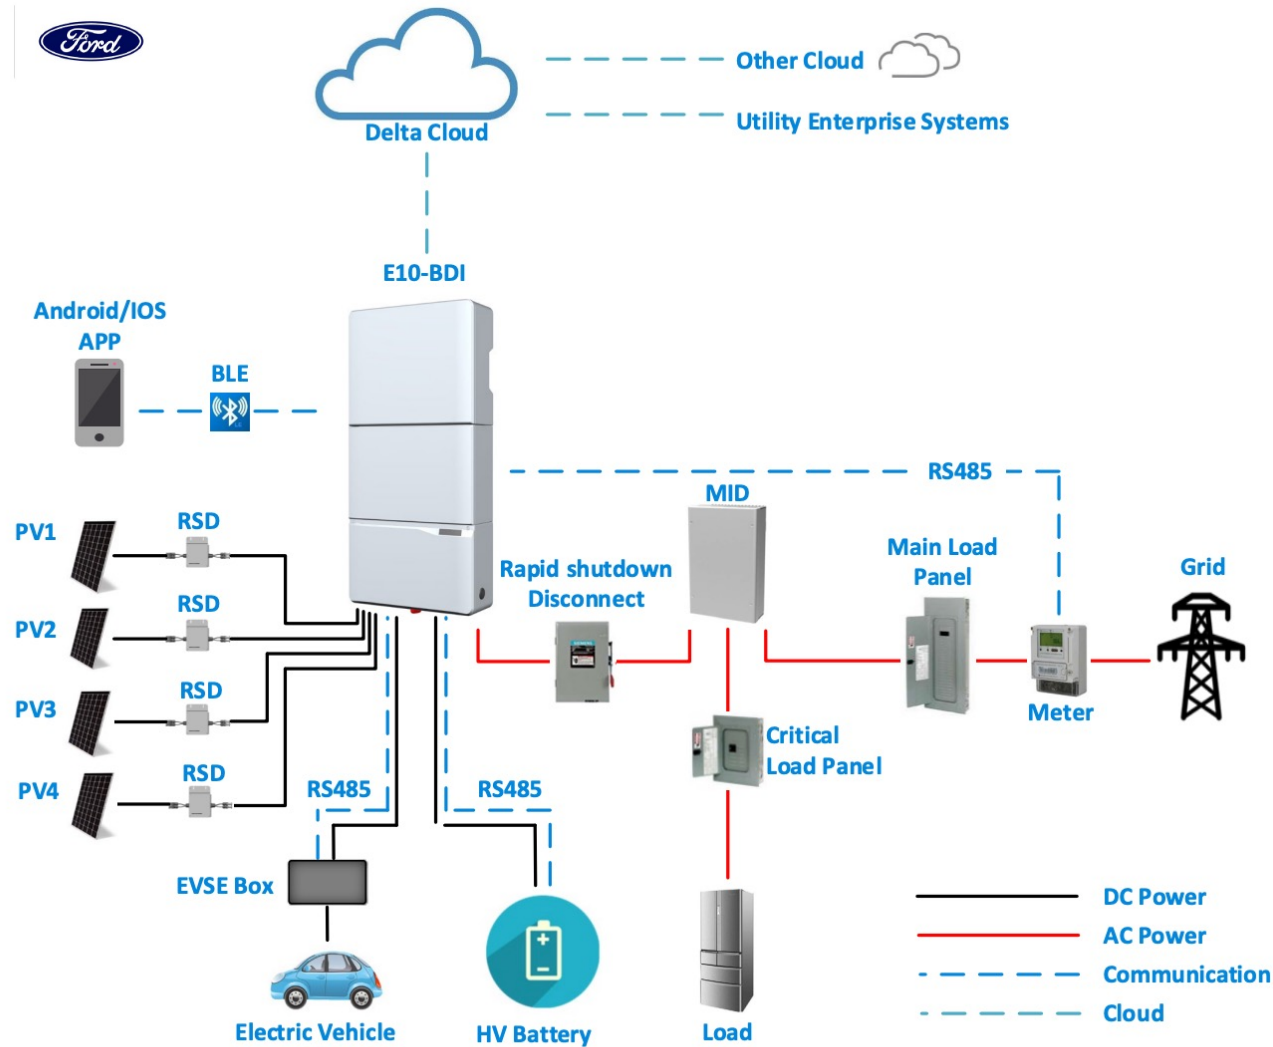 Ford
Other Cloud
Delta Cloud
Utility Enterprise Systems
E10-BDI
Android/IOS
APP
BLE
RS485
MID
PV1
RSD
Rapid shutdown
Disconnect
Main Load
Panel
Grid
PV2
RSD
PV3
RSD
Meter
Critical
Load Panel
PV4
RSD
RS485
RS485
EVSE Box
DC Power
AC Power
Communication
Cloud
Electric Vehicle
HV Battery
Load